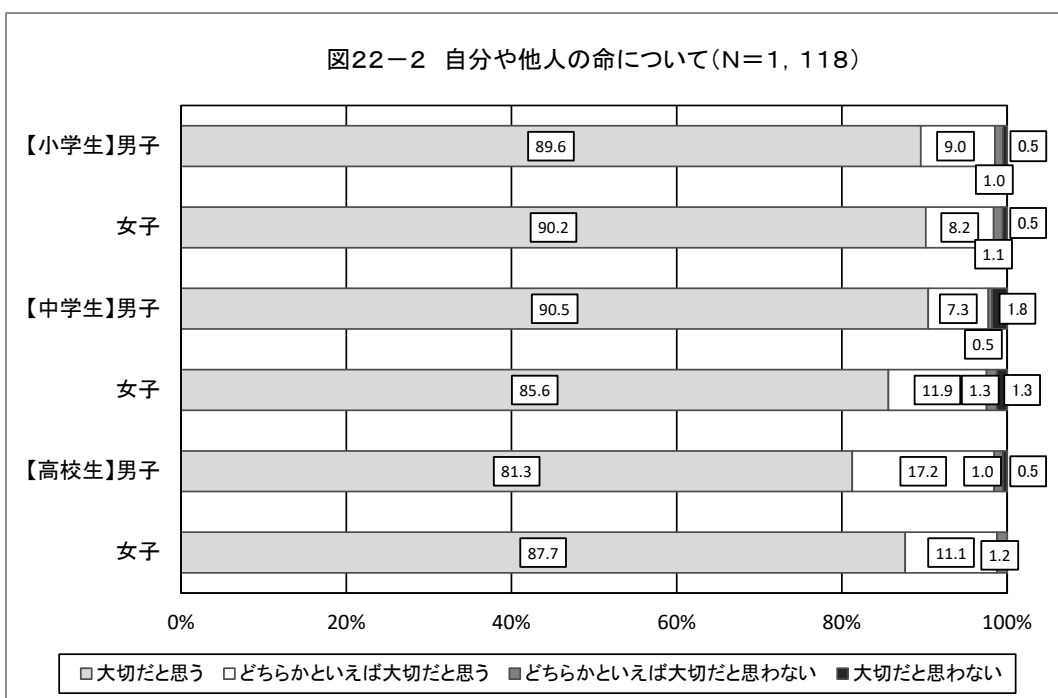 図22-2 自分や他人の命について(N=1,118)
【小学生】男子 89.6 9.0 1.0 0.5
女子 90.2 8.2 1.1 0.5
【中学生】男子 90.5 7.3 0.5 1.8
女子 85.6 11.9 1.3 1.3
【高校生】男子 81.3 17.2 1.0 0.5
女子 87.7 11.1 1.2
0% 20% 40% 60% 80% 100%
大切だと思う どちらかといえば大切だと思う どちらかといえば大切だと思わない 大切だと思わない